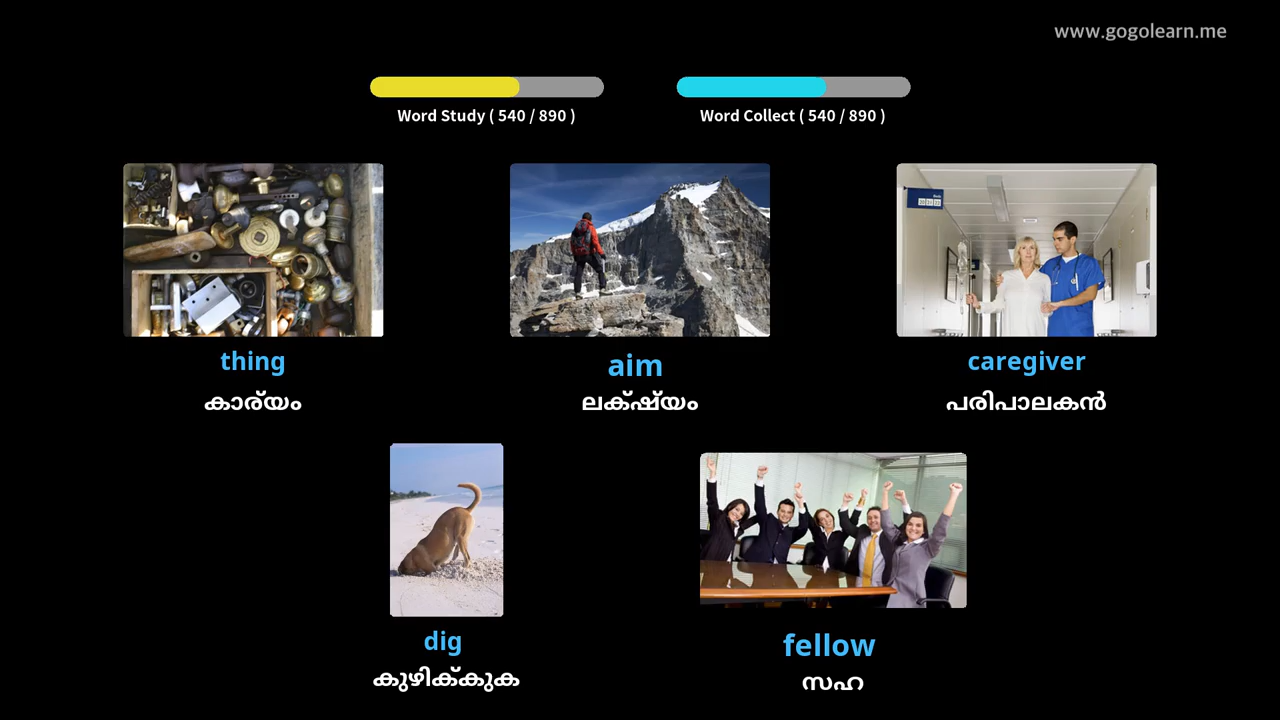 www.gogolearn.me
Word Study ( 540 / 890 )
Word Collect ( 540 / 890 )
thing
കാര്‌യം
aim
ലക്‌ഷ്‌യം
caregiver
പരിപാലകൻ
dig
കുഴിക്‌കുക
fellow
സഹ